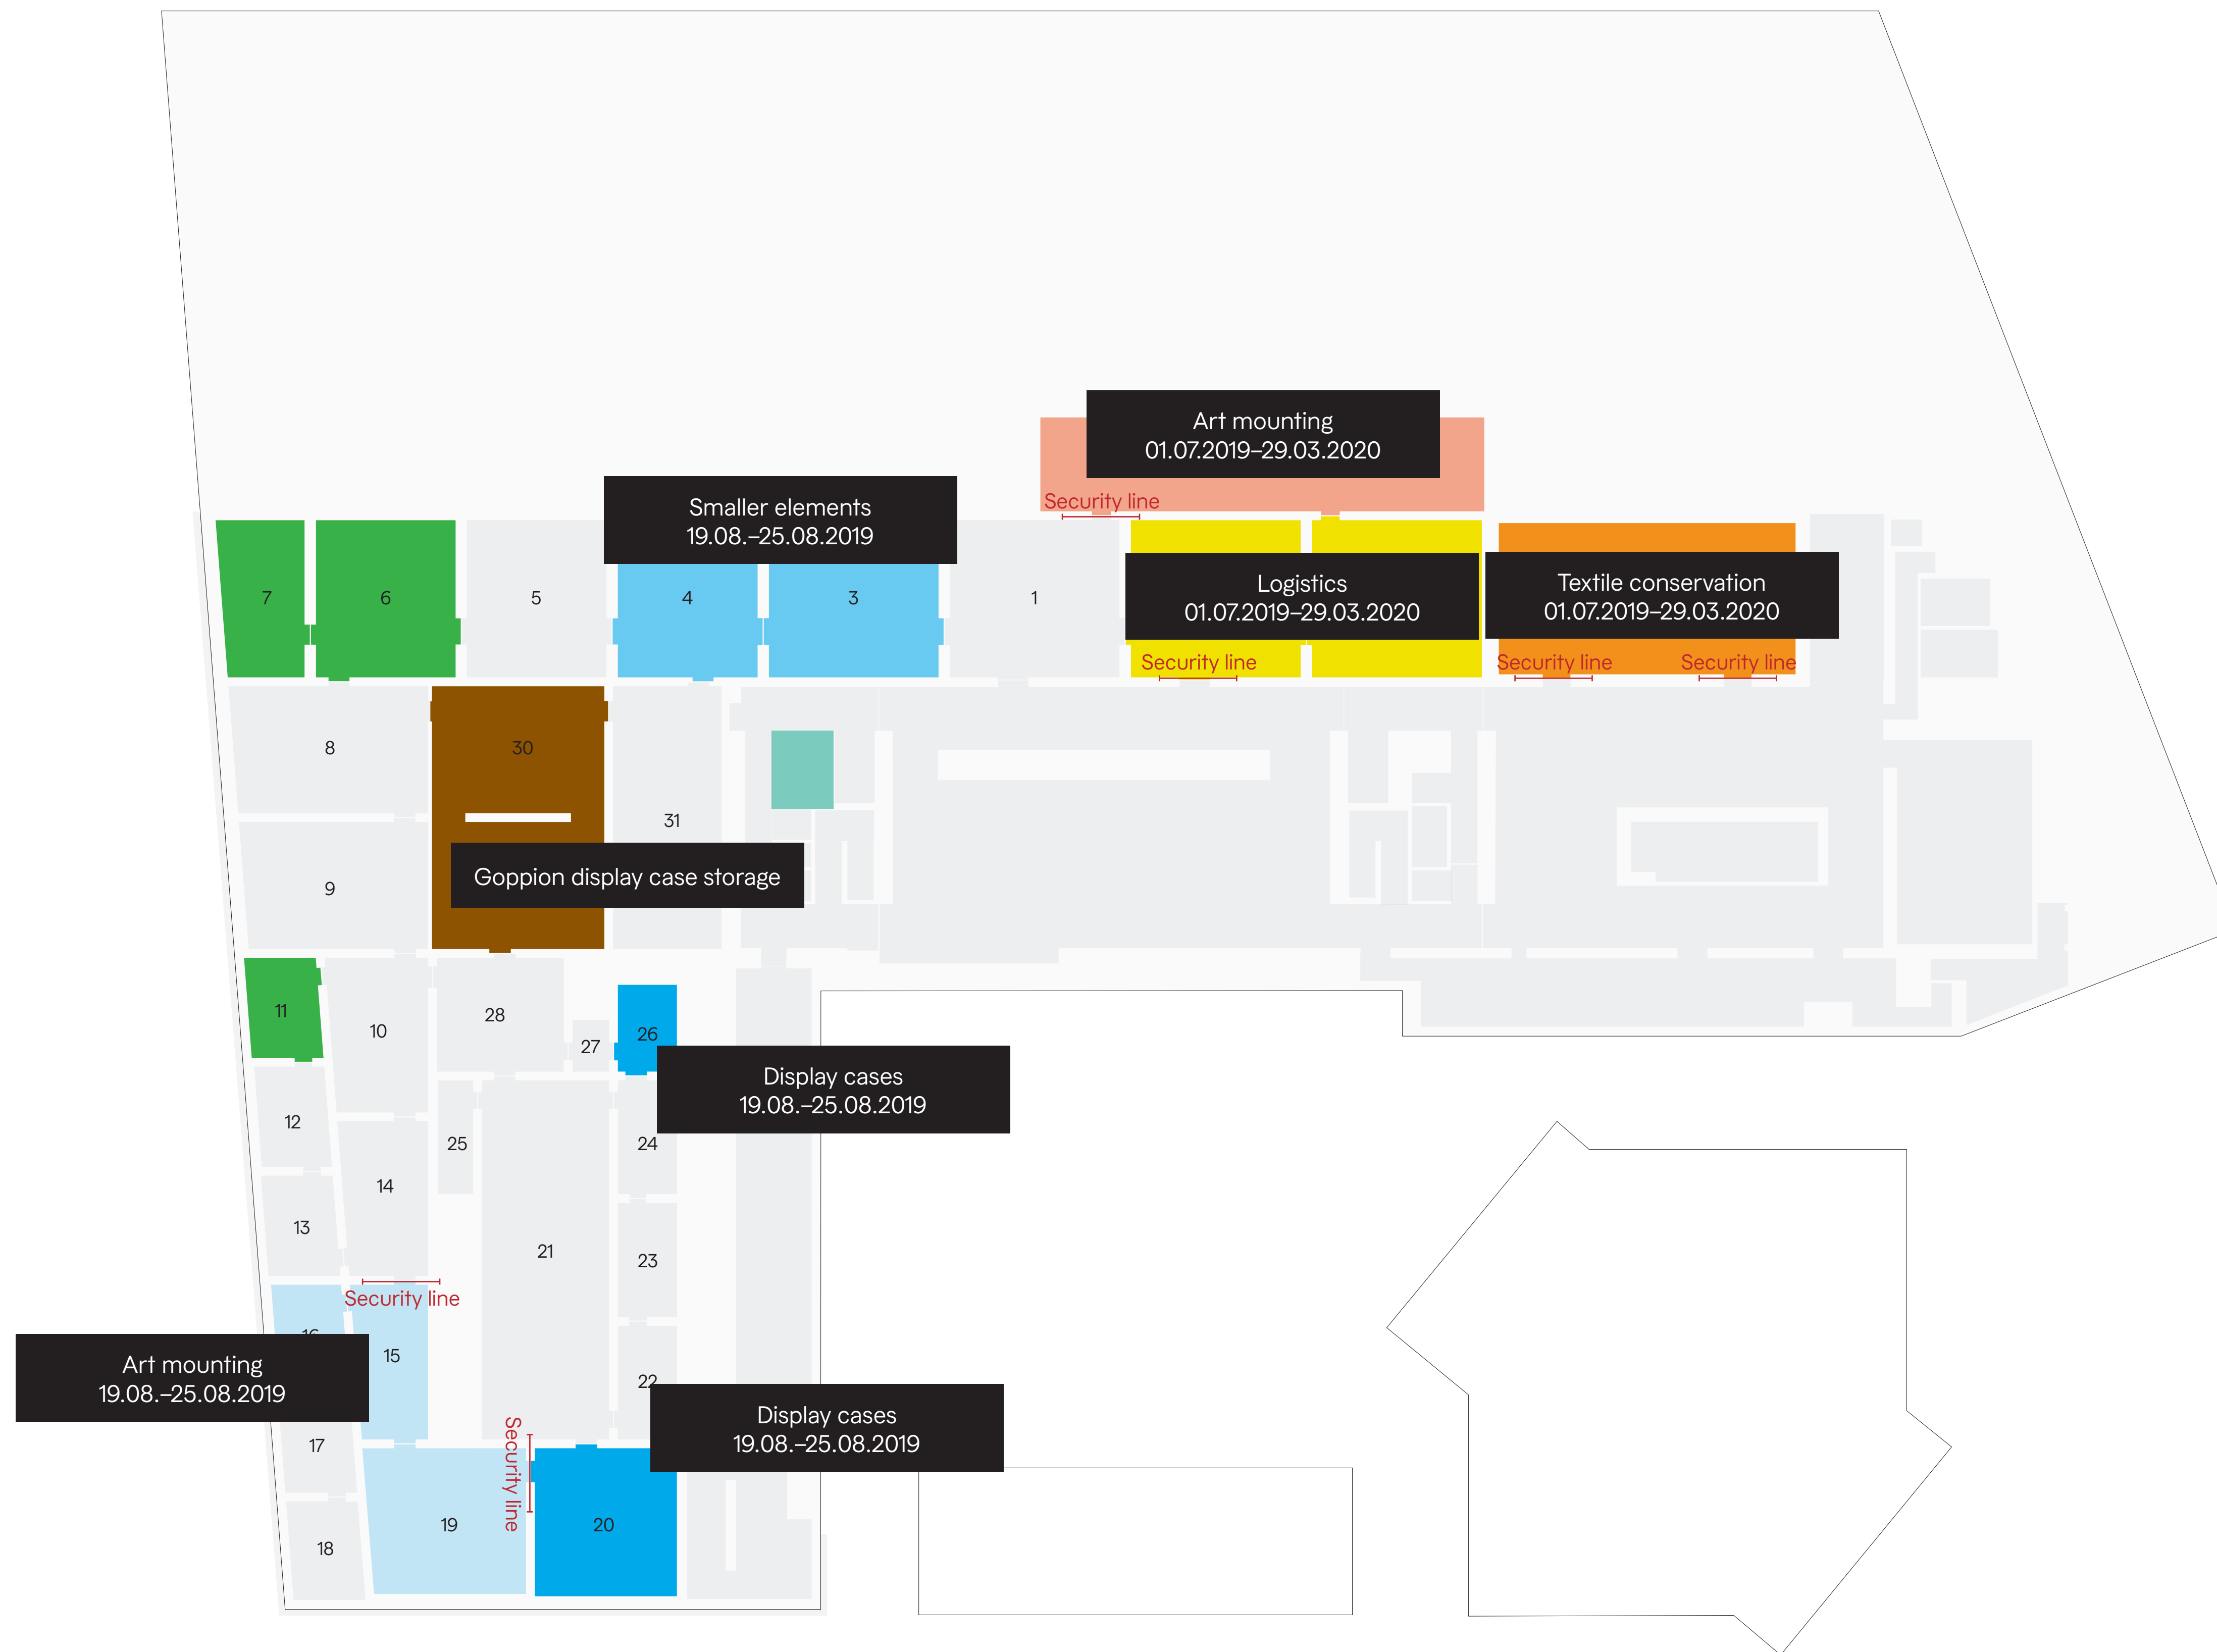 Art mounting
01.07.2019–29.03.2020
Security line
Smaller elements
19.08.–25.08.2019
Logistics
01.07.2019–29.03.2020
Textile conservation
01.07.2019–29.03.2020
7
6
5
4
3
1
Security line
Security line
Security line
8
30
31
9
Goppion display case storage
11
10
28
27
26
Display cases
19.08.–25.08.2019
12
25
24
14
13
21
23
Security line
16
15
Art mounting
19.08.–25.08.2019
22
Display cases
19.08.–25.08.2019
17
Security line
19
20
18